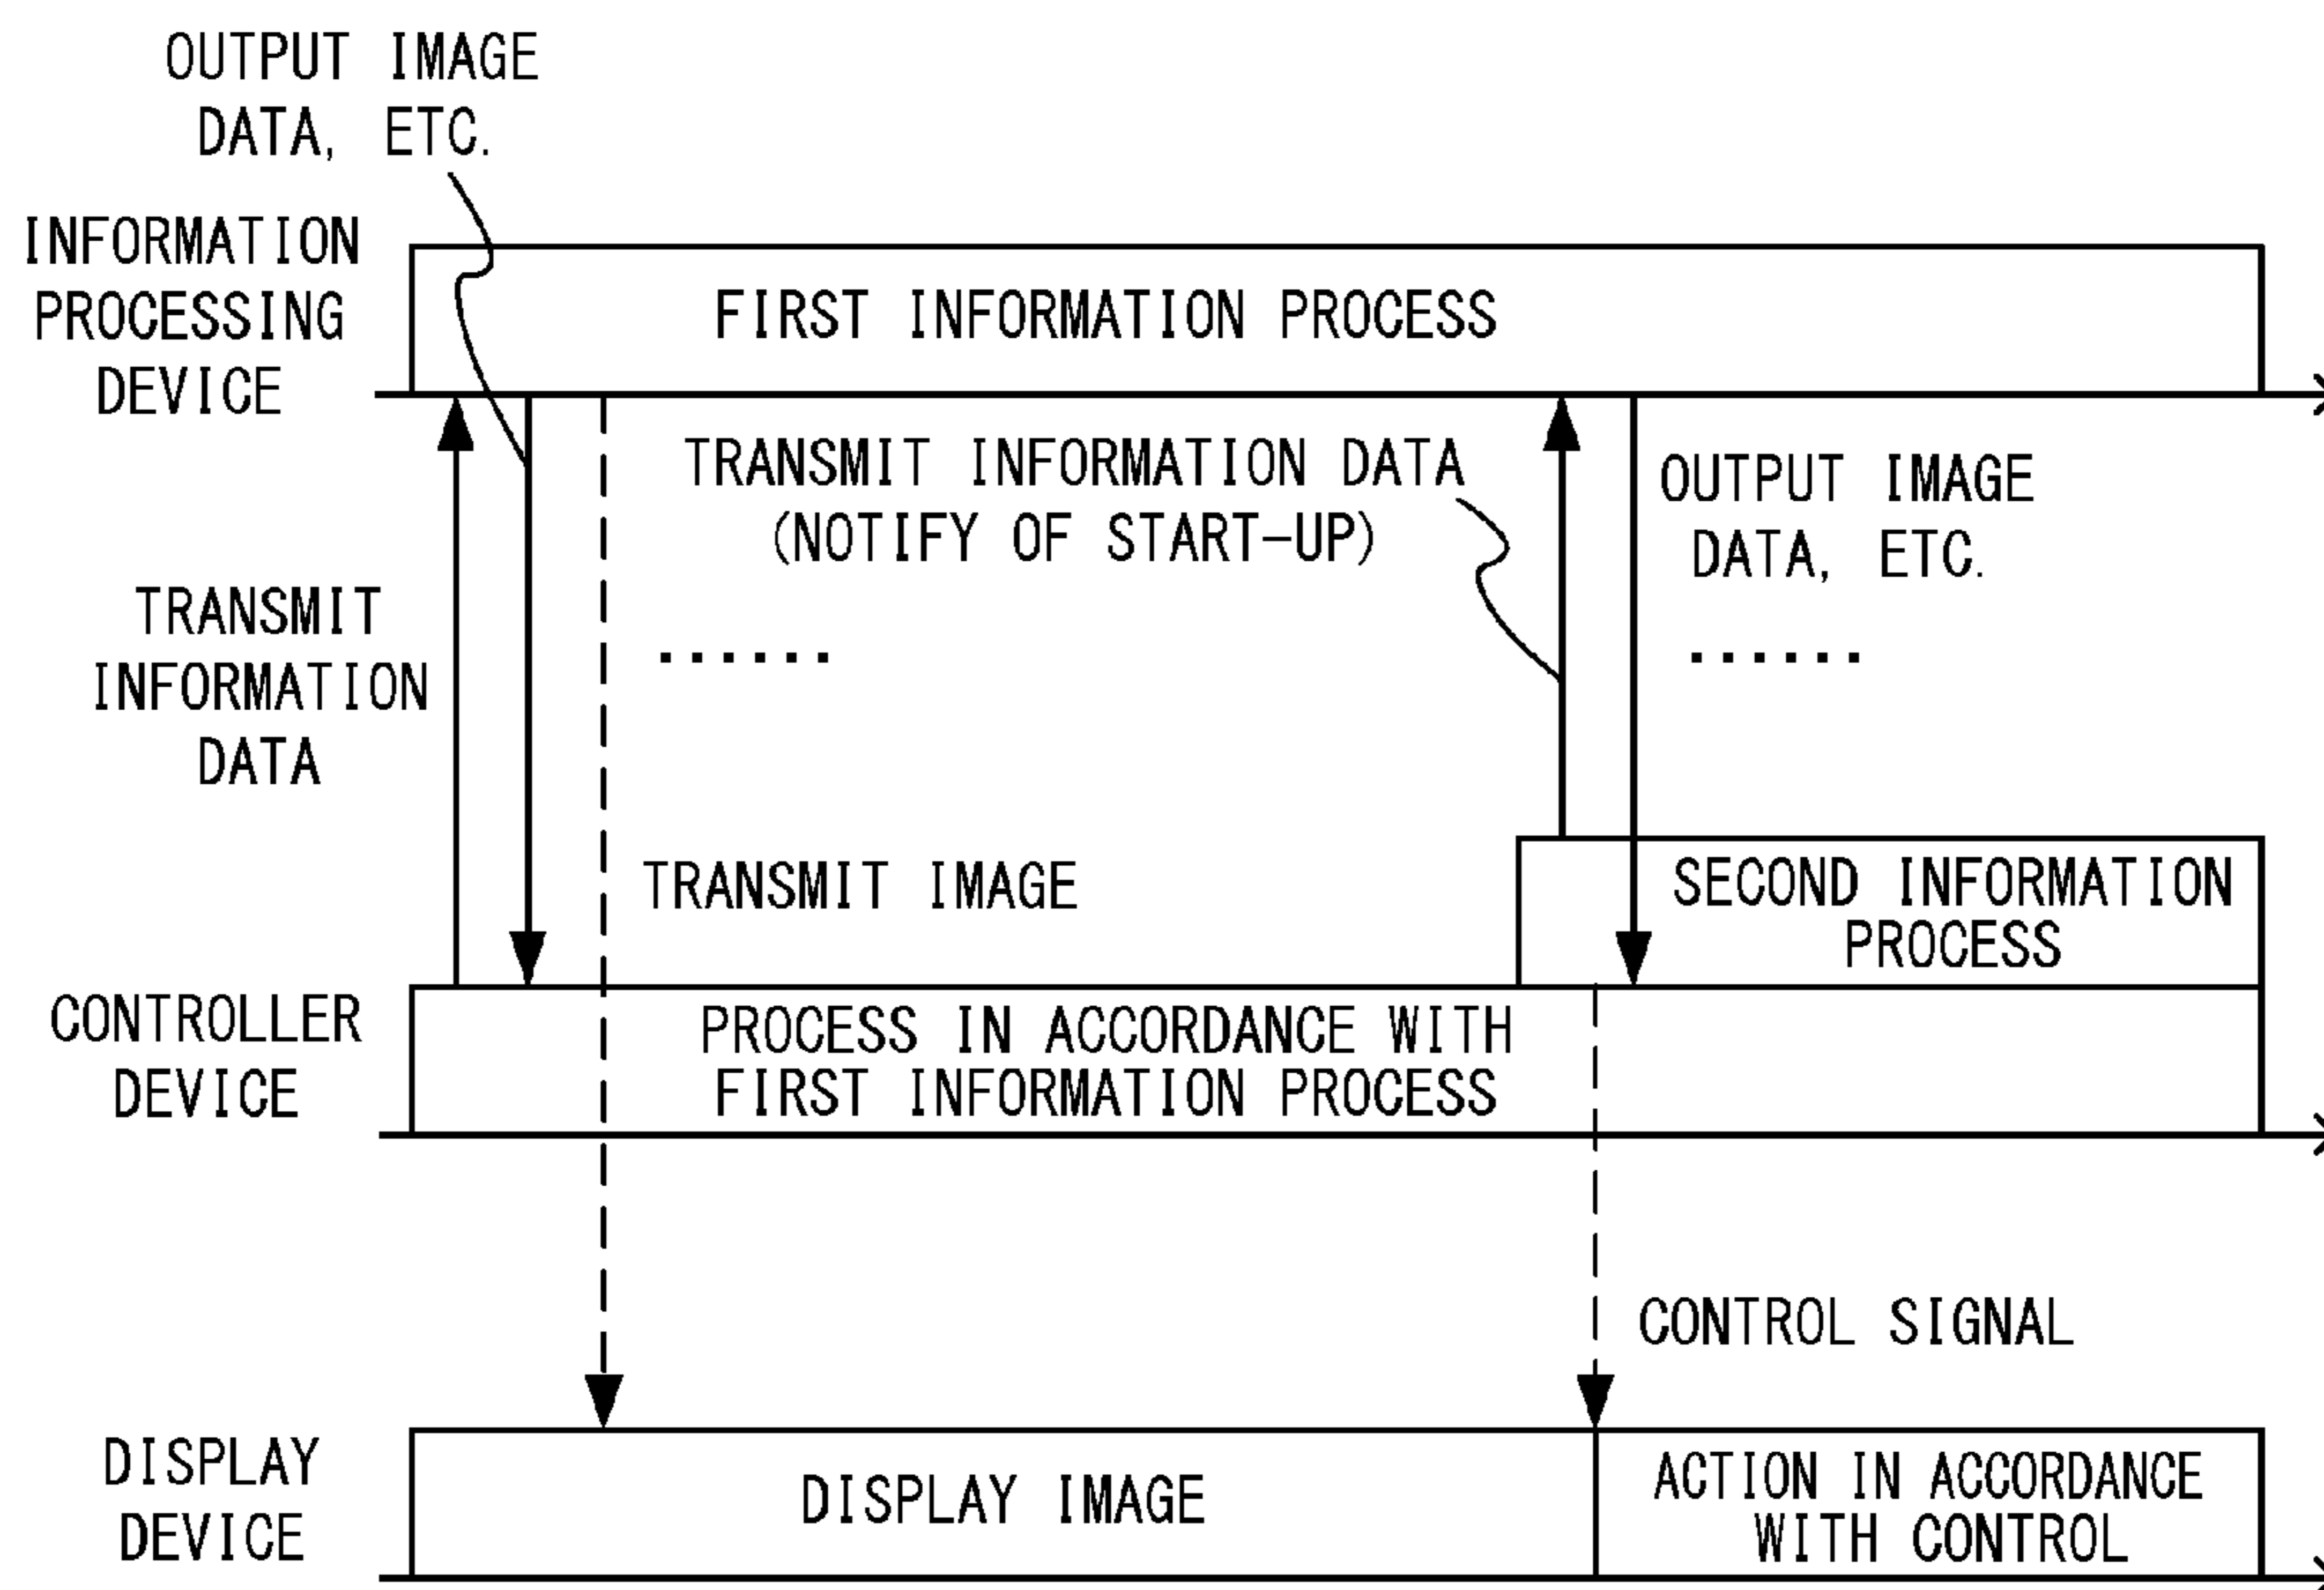 OUTPUT IMAGE
DATA, ETC.
INFORMATION
PROCESSING
DEVICE
FIRST INFORMATION PROCESS
TRANSMIT INFORMATION DATA
(NOTIFY OF START-UP)
OUTPUT IMAGE
DATA, ETC.
TRANSMIT
INFORMATION
DATA
......
......
TRANSMIT IMAGE
SECOND INFORMATION
PROCESS
CONTROLLER
DEVICE
PROCESS IN ACCORDANCE WITH
FIRST INFORMATION PROCESS
CONTROL SIGNAL
DISPLAY
DEVICE
DISPLAY IMAGE
ACTION IN ACCORDANCE
WITH CONTROL